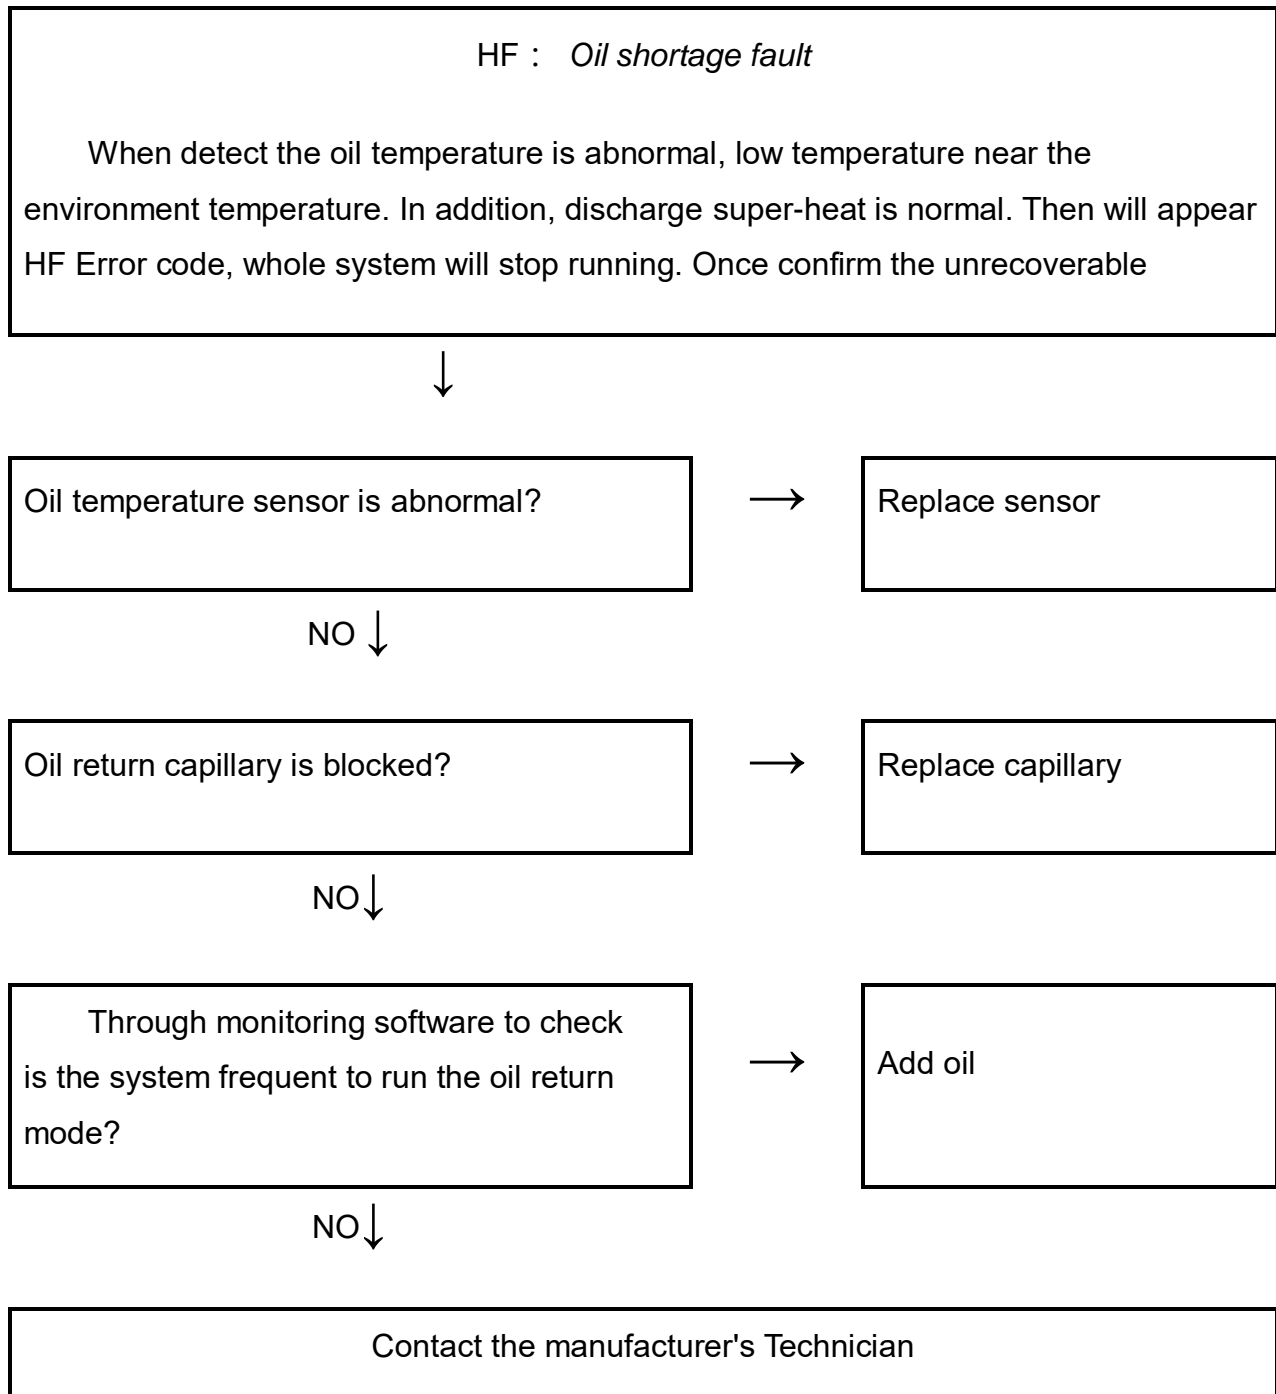 HF： Oil shortage fault
When detect the oil temperature is abnormal, low temperature near the
environment temperature. In addition, discharge super-heat is normal. Then will appear
HF Error code, whole system will stop running. Once confirm the unrecoverable
↓
Oil temperature sensor is abnormal?
→
Replace sensor
NO ↓
Oil return capillary is blocked?
→
Replace capillary
NO↓
Through monitoring software to check
is the system frequent to run the oil return
mode?
→
Add oil
NO↓
Contact the manufacturer's Technician